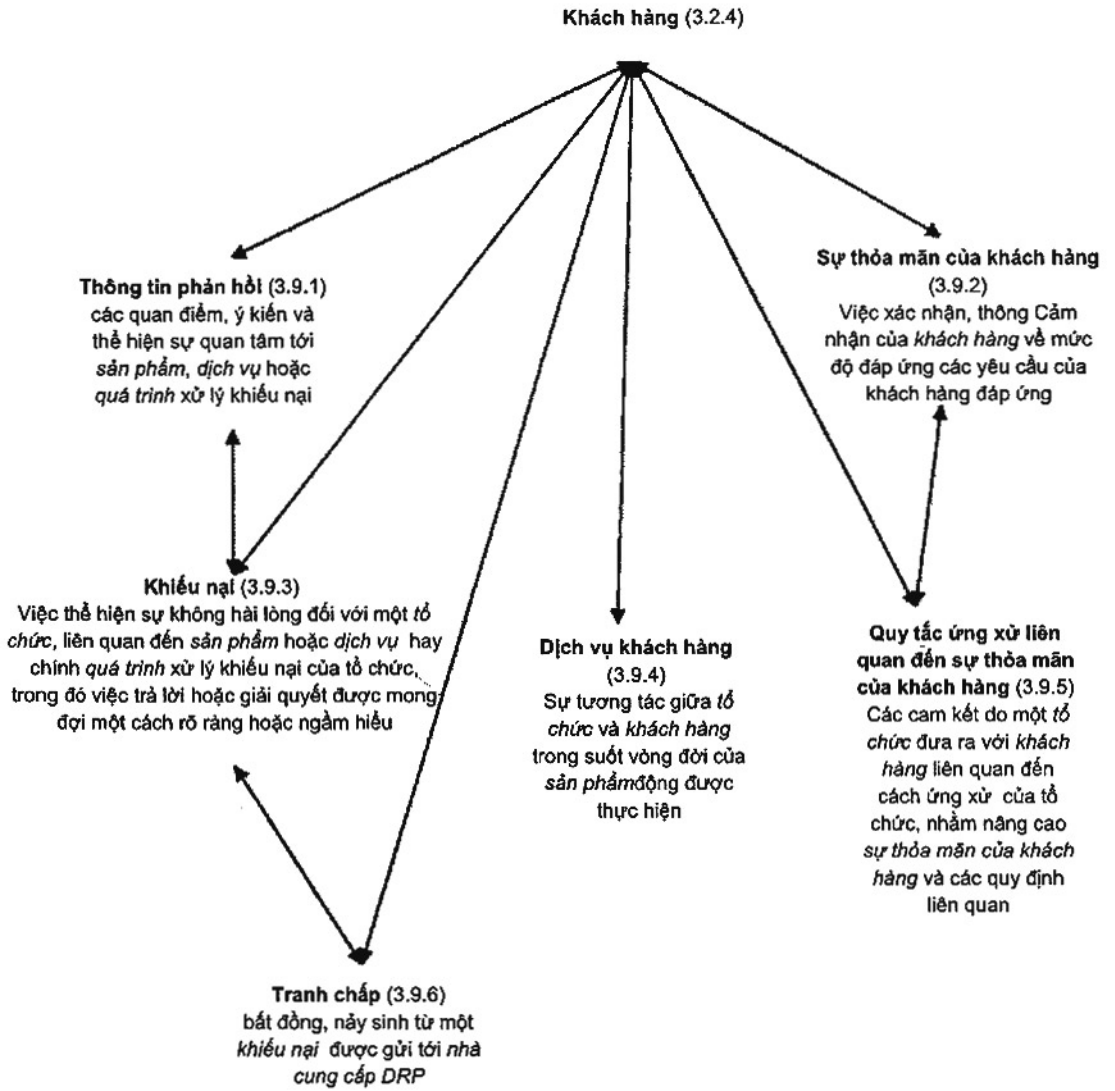 Khách hàng (3.2.4)
Thông tin phản hồi (3.9.1)
các quan điểm, ý kiến và
thể hiện sự quan tâm tới
sản phẩm, dịch vụ hoặc
quá trình xử lý khiếu nại
Sự thỏa mãn của khách hàng
(3.9.2)
Việc xác nhận, thông Cảm
nhận của khách hàng về mức
độ đáp ứng các yêu cầu của
khách hàng đáp ứng
Khiếu nại (3.9.3)
Việc thể hiện sự không hài lòng đối với một tổ
chức, liên quan đến sản phẩm hoặc dịch vụ hay
chính quá trình xử lý khiếu nại của tổ chức,
trong đó việc trả lời hoặc giải quyết được mong
đợi một cách rõ ràng hoặc ngầm hiểu
Dịch vụ khách hàng
(3.9.4)
Sự tương tác giữa tổ
chức và khách hàng
trong suốt vòng đời của
sản phẩmđộng được
thực hiện
Quy tắc ứng xử liên
quan đến sự thỏa mãn
của khách hàng (3.9.5)
Các cam kết do một tổ
chức đưa ra với khách
hàng liên quan đến
cách ứng xử của tổ
chức, nhằm nâng cao
sự thỏa mãn của khách
hàng và các quy định
liên quan
Tranh chấp (3.9.6)
bất đồng, nảy sinh từ một
khiếu nại được gửi tới nhà
cung cấp DRP